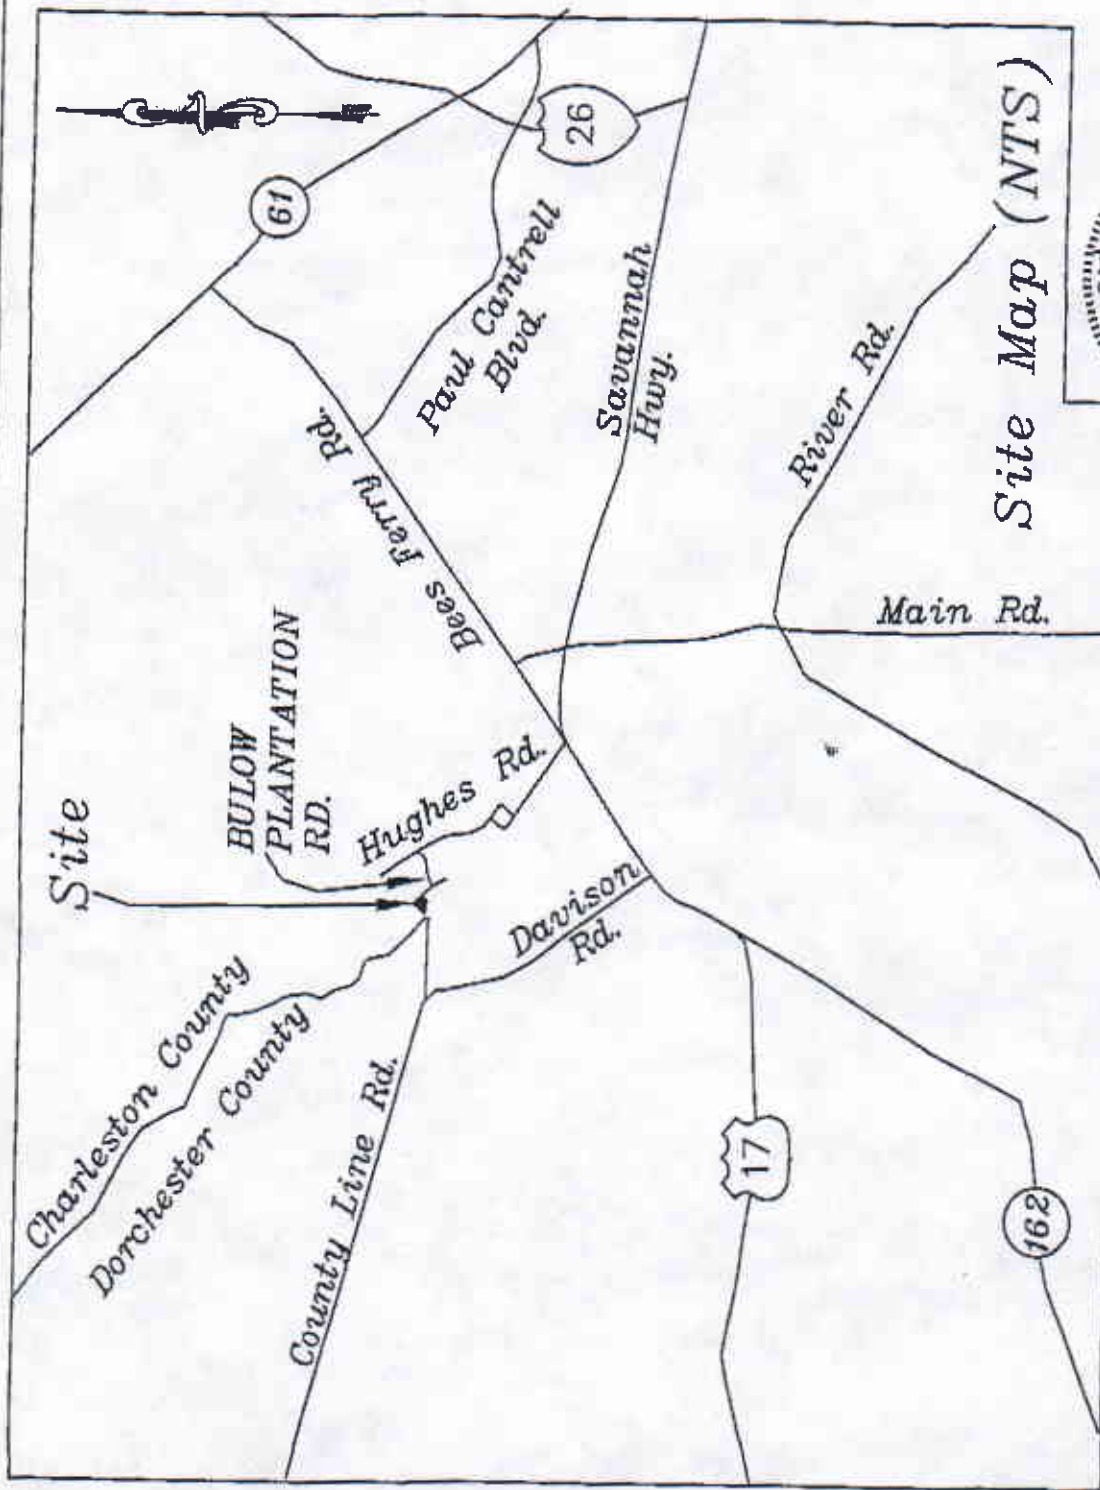 Site
BULOW
PLANTATION
RD.
Charleston County
Dorchester County
County Line Rd.
Hughes Rd.
Davison
Rd.
Bees Ferry Rd.
61
Paul Cantrell
Blvd.
26
Savannah
Hwy.
River Rd.
Main Rd.
17
162
Site Map (NTS)